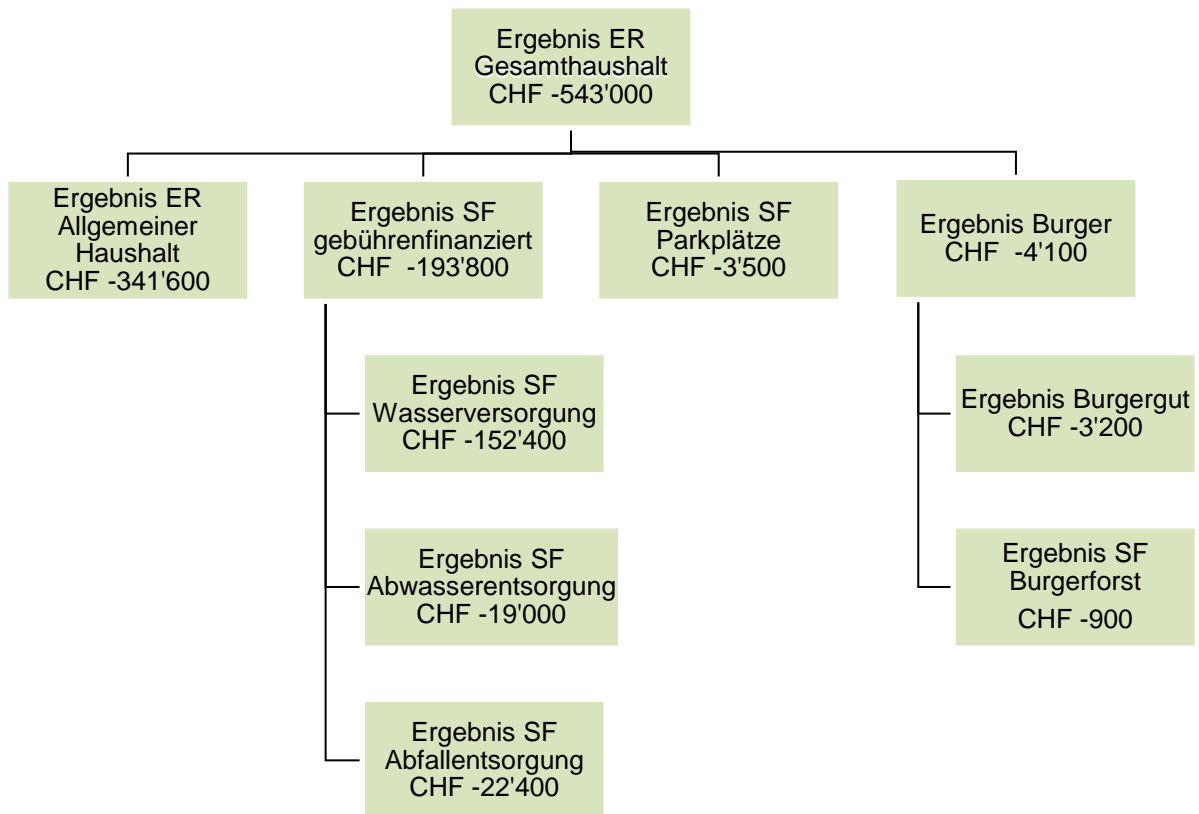 Ergebnis ER
Gesamthaushalt
CHF -543'000
Ergebnis ER
Allgemeiner
Haushalt
CHF -341'600
Ergebnis SF
gebührenfinanziert
CHF -193'800
Ergebnis SF
Parkplätze
CHF -3'500
Ergebnis Burger
CHF -4'100
Ergebnis SF
Wasserversorgung
CHF -152'400
Ergebnis SF
Abwasserentsorgung
CHF -19'000
Ergebnis SF
Abfallentsorgung
CHF -22'400
Ergebnis Burgergut
CHF -3'200
Ergebnis SF
Burgerforst
CHF -900